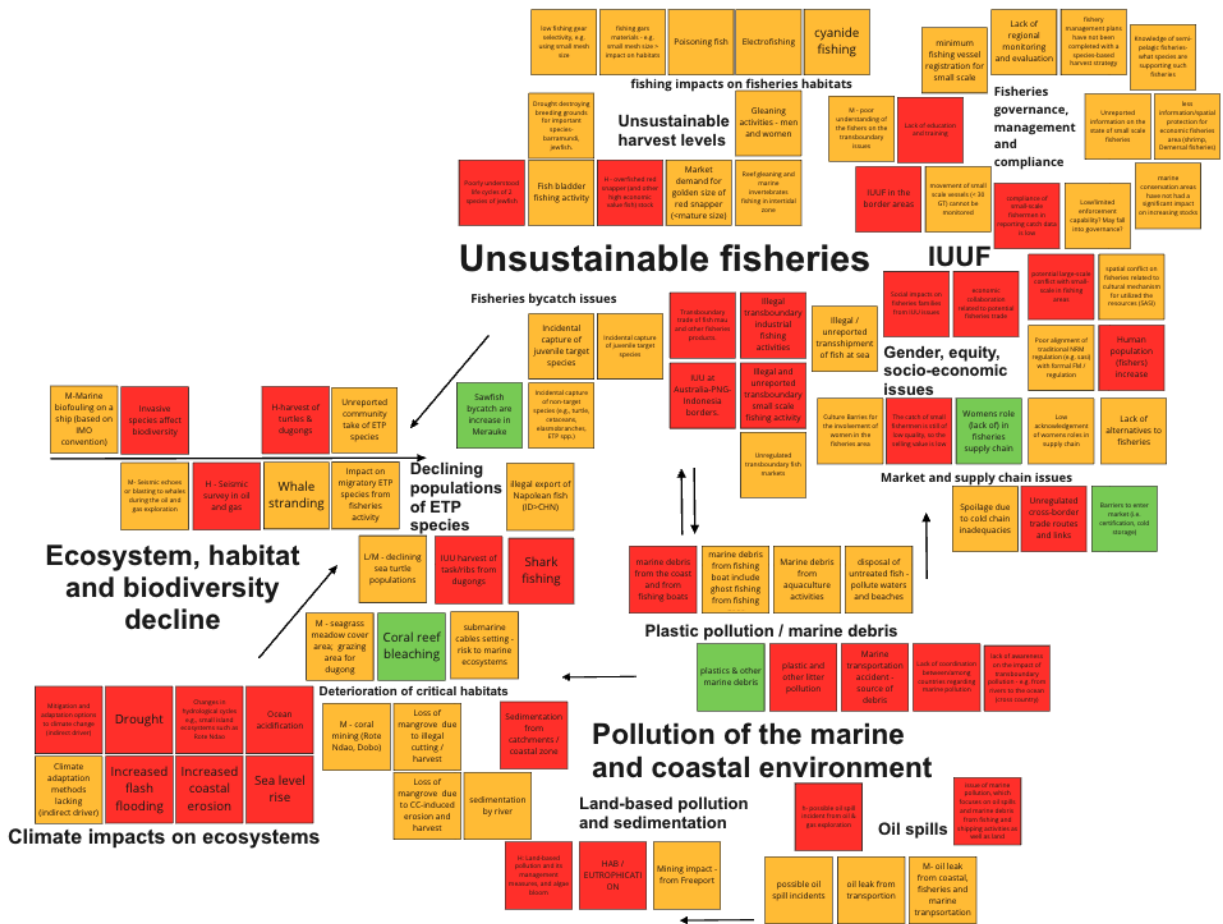 low fishing gear
selectivity, e.g.
using small mesh
size
fishing gars
materials - e.g.
small mesh size >
impact on habitats
Poisoning fish
Electrofishing
cyanide
fishing
fishing impacts on fisheries habitats
minimum
fishing vessel
registration for
small scale
Lack of
regional
monitoring
and evaluation
fishery
management plans
have not been
completed with a
species-based
harvest strategy
Knowledge of semi-
pelagic fisheries-
what species are
supporting such
fisheries
Fisheries
governance,
management
and
compliance
Drought destroying
breeding grounds
for important
species-
barramundi,
jewfish.
Unsustainable
harvest levels
Gleaning
activities - men
and women
M - poor
understanding of
the fishers on the
transboundary
issues
Lack of education
and training
Unreported
information on the
state of small scale
fisheries
less
information/spatial
protection for
economic fisheries
area (shrimp,
Demersal fisheries)
Poorly-understood
life cycles of 2
species of jewfish
Fish bladder
fishing activity
H - overfished red
snapper (and other
high economic
value fish) stock
Market
demand for
golden size of
red snapper
(<mature size)
Reef gleaning and
marine
invertebrates
fishing in intertidal
zone
IUUF in the
border areas
movement of small
scale vessels (< 30
GT) cannot be
monitored
compliance of
small-scale
fishermen in
reporting catch data
is low
Low/limited
enforcement
capability? May fall
into governance?
marine
conservation areas
have not had a
significant impact
on increasing stocks
Unsustainable fisheries
IUUF
Fisheries bycatch issues
Incidental
capture of
juvenile target
species
Incidental capture
of juvenile target
species
Transboundary
trade of fish mau
and other fisheries
products
Illegal
transboundary
industrial
fishing
activities
Illegal /
unreported
transshipment
of fish at sea
Social impacts on
fisheries families
from IUU issues
economic
collaboration
related to potential
fisheries trade
potential large-scale
conflict with small-
scale in fishing
areas
spatial conflict on
fisheries related to
cultural mechanism
for utilized the
resources (SASI)
Gender, equity,
socio-economic
issues
Poor alignment of
traditional NRM
regulation (e.g. sasi)
with formal FM /
regulation
Human
population
(fishers)
increase
Sawfish
bycatch are
increase in
Merauke
Incidental capture
of non-target
species (e.g., turtle,
cetaceans,
elasmobranches,
ETP spp.)
IUU at
Australia-PNG-
Indonesia
borders.
Illegal and
unreported
transboundary
small scale
fishing activity
Culture Barries for
the involvement of
women in the
fisheries area
The catch of small
fishermen is still of
low quality, so the
selling value is low
Womens role
(lack of) in
fisheries
supply chain
Low
acknowledgement
of womens roles in
supply chain
Lack of
alternatives to
fisheries
M-Marine
biofouling on a
ship (based on
IMO
convention)
Invasive
species affect
biodiversity
H-harvest of
turtles &
dugongs
Unreported
community
take of ETP
species
M- Seismic echoes
or blasting to whales
during the oil and
gas exploration
H - Seismic
survey in oil
and gas
Whale
stranding
Impact on
migratory ETP
species from
fisheries
activity
Declining
populations
of ETP
species
illegal export of
Napolean fish
(ID>CHN)
Unregulated
transboundary fish
markets
Market and supply chain issues
Spoilage due
to cold chain
inadequacies
Unregulated
cross-border
trade routes
and links
Barriers to enter
market (i.e.
certification, cold
storage)
Ecosystem, habitat
and biodiversity
decline
L/M - declining
sea turtle
populations
IUU harvest of
task/ribs from
dugongs
Shark
fishing
marine debris
from the coast
and from
fishing boats
marine debris
from fishing
boat include
ghost fishing
from fishing
Marine debris
from
aquaculture
activities
disposal of
untreated fish -
pollute waters
and beaches
Plastic pollution / marine debris
M - seagrass
meadow cover
area; grazing
area for
dugong
Coral reef
bleaching
submarine
cables setting -
risk to marine
ecosystems
plastics & other
marine debris
plastic and
other litter
pollution
Marine
transportation
accident -
source of
debris
Lack of coordination
between/among
countries regarding
marine pollution
lack of awareness
on the impact of
transboundary
pollution - e.g. from
rivers to the ocean
(cross country)
Deterioration of critical habitats
Mitigation and
adaptation options
to climate change
(indirect driver)
Drought
Changes in
hydrological cycles
e.g., small island
ecosystems such as
Rote Ndao
Ocean
acidification
M - coral
mining (Rote
Ndao, Dobo)
Loss of
mangrove due
to illegal
cutting /
harvest
Sedimentation
from
catchments /
coastal zone
Pollution of the marine
and coastal environment
Climate
adaptation
methods
lacking
(indirect driver)
Increased
flash
flooding
Increased
coastal
erosion
Sea level
rise
Climate impacts on ecosystems
Loss of
mangrove due
to CC-induced
erosion and
harvest
sedimentation
by river
Land-based pollution
and sedimentation
h- possible oil spill
incident from oil &
gas exploration
Oil spills
issue of marine
pollution, which
focuses on oil spills
and marine debris
from fishing and
shipping activities as
well as land
H- Land-based
pollution and its
management
measures, and algae
bloom
HAB /
EUTROPHICATI
ON
Mining impact -
from Freeport
possible oil
spill incidents
oil leak from
transportion
M- oil leak
from coastal,
fisheries and
marine
tranpsortation